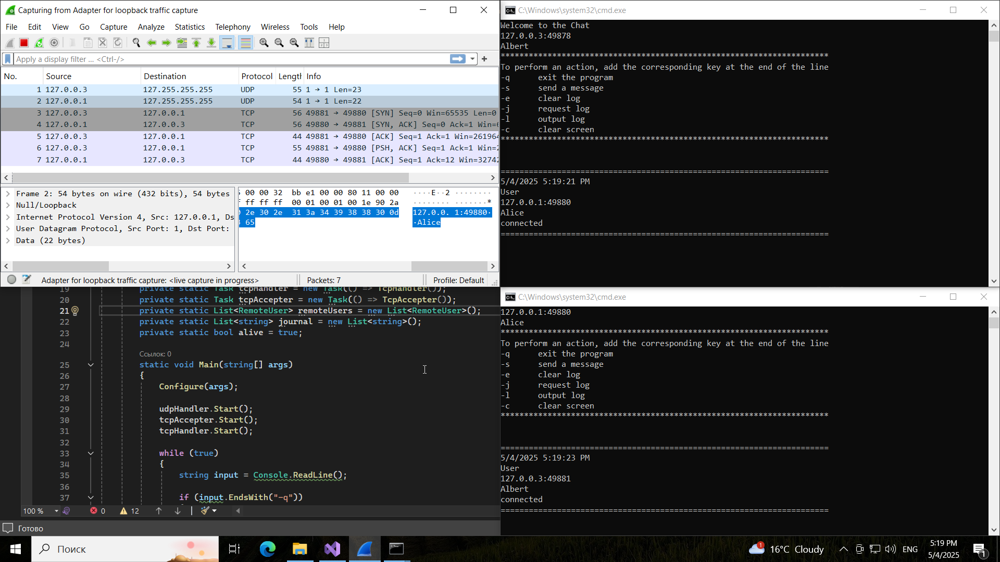 Capturing from Adapter for loopback traffic capture
File Edit View Go Capture Analyze Statistics Telephony Wireless Tools Help
Apply a display filter ... <Ctrl-/>
No. Source Destination Protocol Length Info
1 127.0.0.3 127.255.255.255 UDP 55 1 → 1 Len=23
2 127.0.0.1 127.255.255.255 UDP 54 1 → 1 Len=22
3 127.0.0.3 127.0.0.1 TCP 56 49881 → 49880 [SYN] Seq=0 Win=65535 Len=0
4 127.0.0.1 127.0.0.3 TCP 56 49880 → 49881 [SYN, ACK] Seq=0 Ack=1 Win=6
5 127.0.0.3 127.0.0.1 TCP 44 49881 → 49880 [ACK] Seq=1 Ack=1 Win=261964
6 127.0.0.3 127.0.0.1 TCP 55 49881 → 49880 [PSH, ACK] Seq=1 Ack=1 Win=2
7 127.0.0.1 127.0.0.3 TCP 44 49880 → 49881 [ACK] Seq=1 Ack=12 Win=32742
Frame 2: 54 bytes on wire (432 bits), 54 bytes
Null/Loopback
Internet Protocol Version 4, Src: 127.0.0.1, Ds
User Datagram Protocol, Src Port: 1, Dst Port:
Data (22 bytes)
00 00 32 bb e1 00 00 80 11 00 00 ····E··2 ········
ff ff ff 00 01 00 01 00 1e 90 2a ········ ·······*
2e 30 2e 31 3a 34 39 38 38 30 0d 127.0.0. 1:49880·
65 ·Alice
Adapter for loopback traffic capture: <live capture in progress> Packets: 7 Profile: Default
19 private static Task tcpHandler = new Task(() => TcpHandler());
20 private static Task tcpAccepter = new Task(() => TcpAccepter());
21 private static List<RemoteUser> remoteUsers = new List<RemoteUser>();
22 private static List<string> journal = new List<string>();
23 private static bool alive = true;
24
Ссылок: 0
25 static void Main(string[] args)
26 {
27 Configure(args);
28
29 udpHandler.Start();
30 tcpAccepter.Start();
31 tcpHandler.Start();
32
33 while (true)
34 {
35 string input = Console.ReadLine();
36
37 if (input.EndsWith("-q"))
100 % 0 12
Готово
C:\Windows\system32\cmd.exe
Welcome to the Chat
127.0.0.3:49878
Albert
**********************************************************************
To perform an action, add the corresponding key at the end of the line
-q exit the program
-s send a message
-e clear log
-j request log
-l output log
-c clear screen
**********************************************************************
======================================================================
5/4/2025 5:19:21 PM
User
127.0.0.1:49880
Alice
connected
======================================================================
C:\Windows\system32\cmd.exe
127.0.0.1:49880
Alice
**********************************************************************
To perform an action, add the corresponding key at the end of the line
-q exit the program
-s send a message
-e clear log
-j request log
-l output log
-c clear screen
**********************************************************************
======================================================================
5/4/2025 5:19:23 PM
User
127.0.0.3:49881
Albert
connected
======================================================================
Поиск
1 16°C Cloudy ENG
5:19 PM
5/4/2025
1